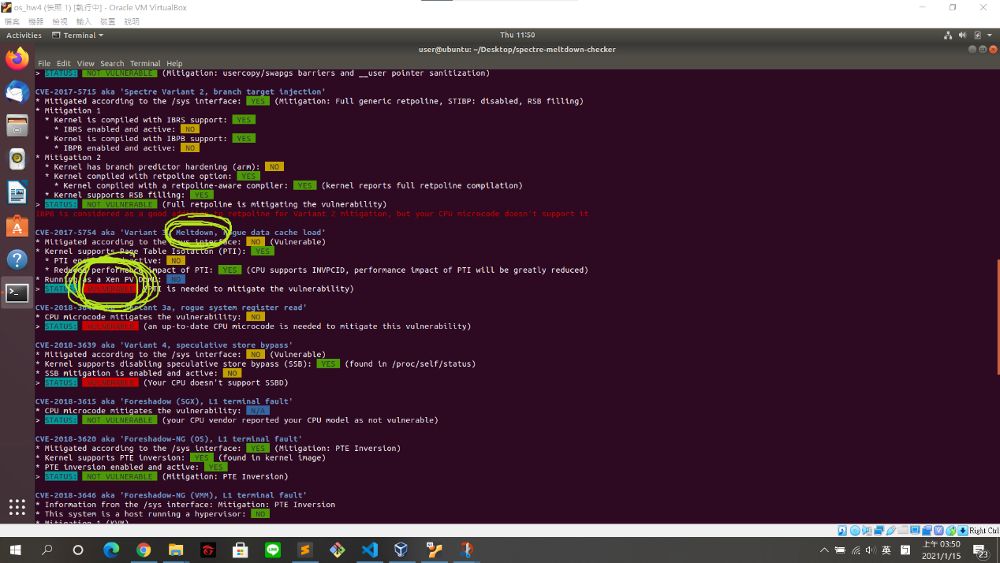 os_hw4 (快照 1) [執行中] - Oracle VM VirtualBox
檔案 機器 檢視 輸入 裝置 說明
Activities Terminal Thu 11:50
user@ubuntu: ~/Desktop/spectre-meltdown-checker
File Edit View Search Terminal Help
> STATUS: NOT VULNERABLE (Mitigation: usercopy/swapgs barriers and __user pointer sanitization)
CVE-2017-5715 aka 'Spectre Variant 2, branch target injection'
* Mitigated according to the /sys interface: YES (Mitigation: Full generic retpoline, STIBP: disabled, RSB filling)
* Mitigation 1
* Kernel is compiled with IBRS support: YES
* IBRS enabled and active: NO
* Kernel is compiled with IBPB support: YES
* IBPB enabled and active: NO
* Mitigation 2
* Kernel has branch predictor hardening (arm): NO
* Kernel compiled with retpoline option: YES
* Kernel compiled with a retpoline-aware compiler: YES (kernel reports full retpoline compilation)
* Kernel supports RSB filling: YES
> STATUS: NOT VULNERABLE (Full retpoline is mitigating the vulnerability)
IBPB is considered as a good addition to retpoline for Variant 2 mitigation, but your CPU microcode doesn't support it
CVE-2017-5754 aka 'Variant 3, Meltdown, rogue data cache load'
* Mitigated according to the /sys interface: NO (Vulnerable)
* Kernel supports Page Table Isolation (PTI): YES
* PTI enabled and active: NO
* Reduced performance impact of PTI: YES (CPU supports INVPCID, performance impact of PTI will be greatly reduced)
* Running as a Xen PV DomU: NO
> STATUS: VULNERABLE (PTI is needed to mitigate the vulnerability)
CVE-2018-3640 aka 'Variant 3a, rogue system register read'
* CPU microcode mitigates the vulnerability: NO
> STATUS: VULNERABLE (an up-to-date CPU microcode is needed to mitigate this vulnerability)
CVE-2018-3639 aka 'Variant 4, speculative store bypass'
* Mitigated according to the /sys interface: NO (Vulnerable)
* Kernel supports disabling speculative store bypass (SSB): YES (found in /proc/self/status)
* SSB mitigation is enabled and active: NO
> STATUS: VULNERABLE (Your CPU doesn't support SSBD)
CVE-2018-3615 aka 'Foreshadow (SGX), L1 terminal fault'
* CPU microcode mitigates the vulnerability: N/A
> STATUS: NOT VULNERABLE (your CPU vendor reported your CPU model as not vulnerable)
CVE-2018-3620 aka 'Foreshadow-NG (OS), L1 terminal fault'
* Mitigated according to the /sys interface: YES (Mitigation: PTE Inversion)
* Kernel supports PTE inversion: YES (found in kernel image)
* PTE inversion enabled and active: YES
> STATUS: NOT VULNERABLE (Mitigation: PTE Inversion)
CVE-2018-3646 aka 'Foreshadow-NG (VMM), L1 terminal fault'
* Information from the /sys interface: Mitigation: PTE Inversion
* This system is a host running a hypervisor: NO
* Mitigation 1 (KVM)
Right Ctrl
英 上午 03:50
2021/1/15 23